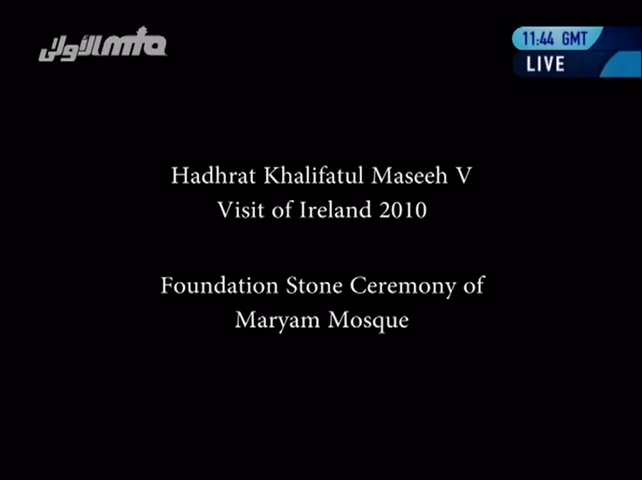 mta الأولى
11:44 GMT
LIVE
Hadhrat Khalifatul Maseeh V
Visit of Ireland 2010
Foundation Stone Ceremony of
Maryam Mosque